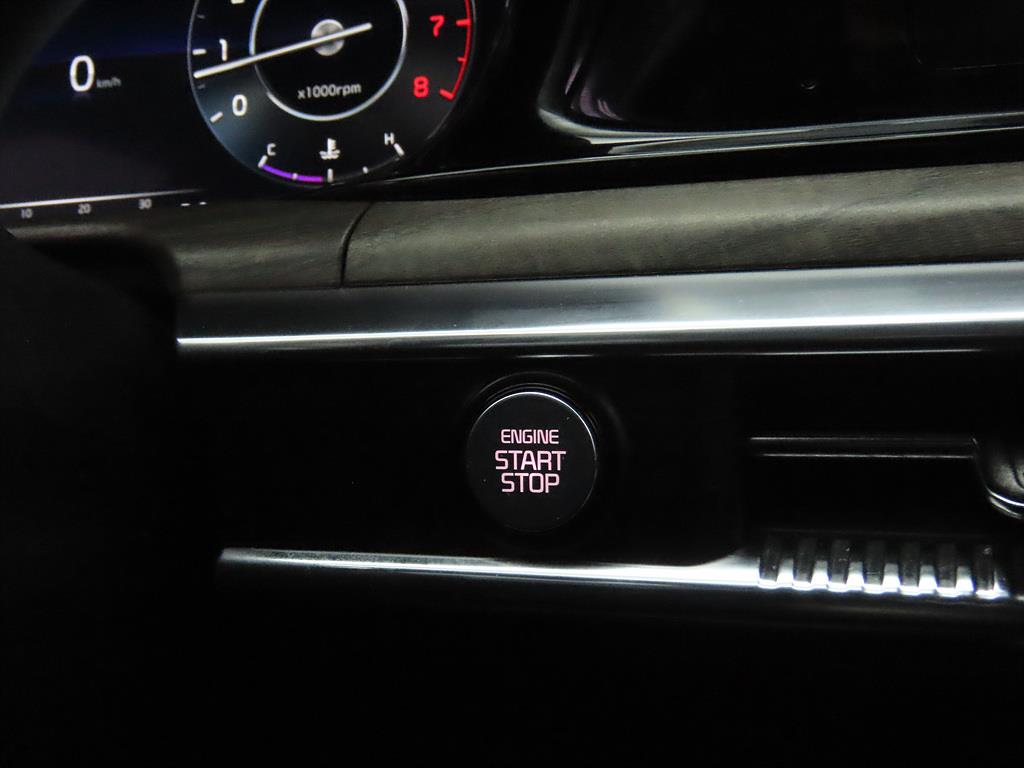 0 km/h
1
0
7
8
x1000rpm
C
H
10 20 30
ENGINE
START
STOP